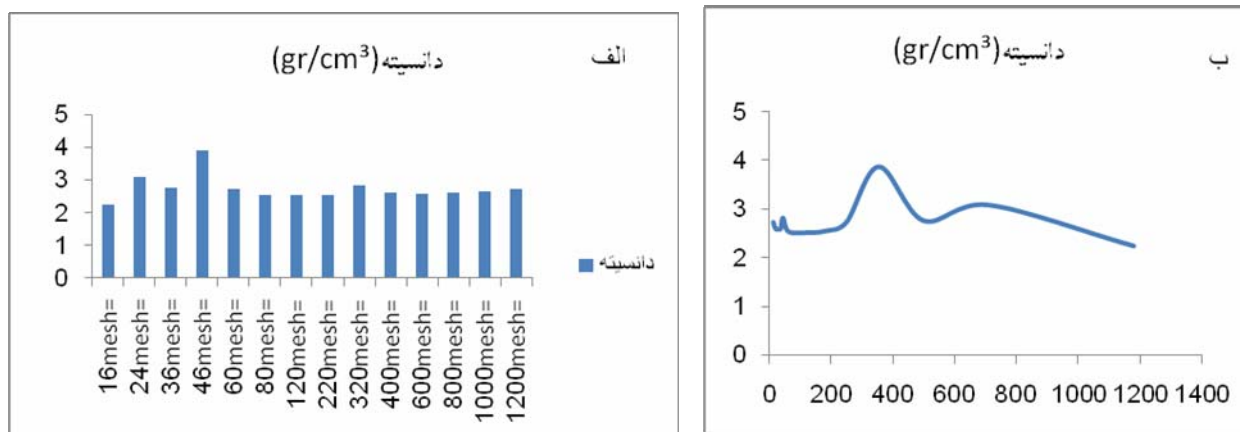 الف
دانسیته(gr/cm³)
5
4
3
2
1
0
دانسیته
16mesh=
24mesh=
36mesh=
46mesh=
60mesh=
80mesh=
120mesh=
220mesh=
320mesh=
400mesh=
600mesh=
800mesh=
1000mesh=
1200mesh=
ب
دانسیته(gr/cm³)
5
4
3
2
1
0
0 200 400 600 800 1000 1200 1400